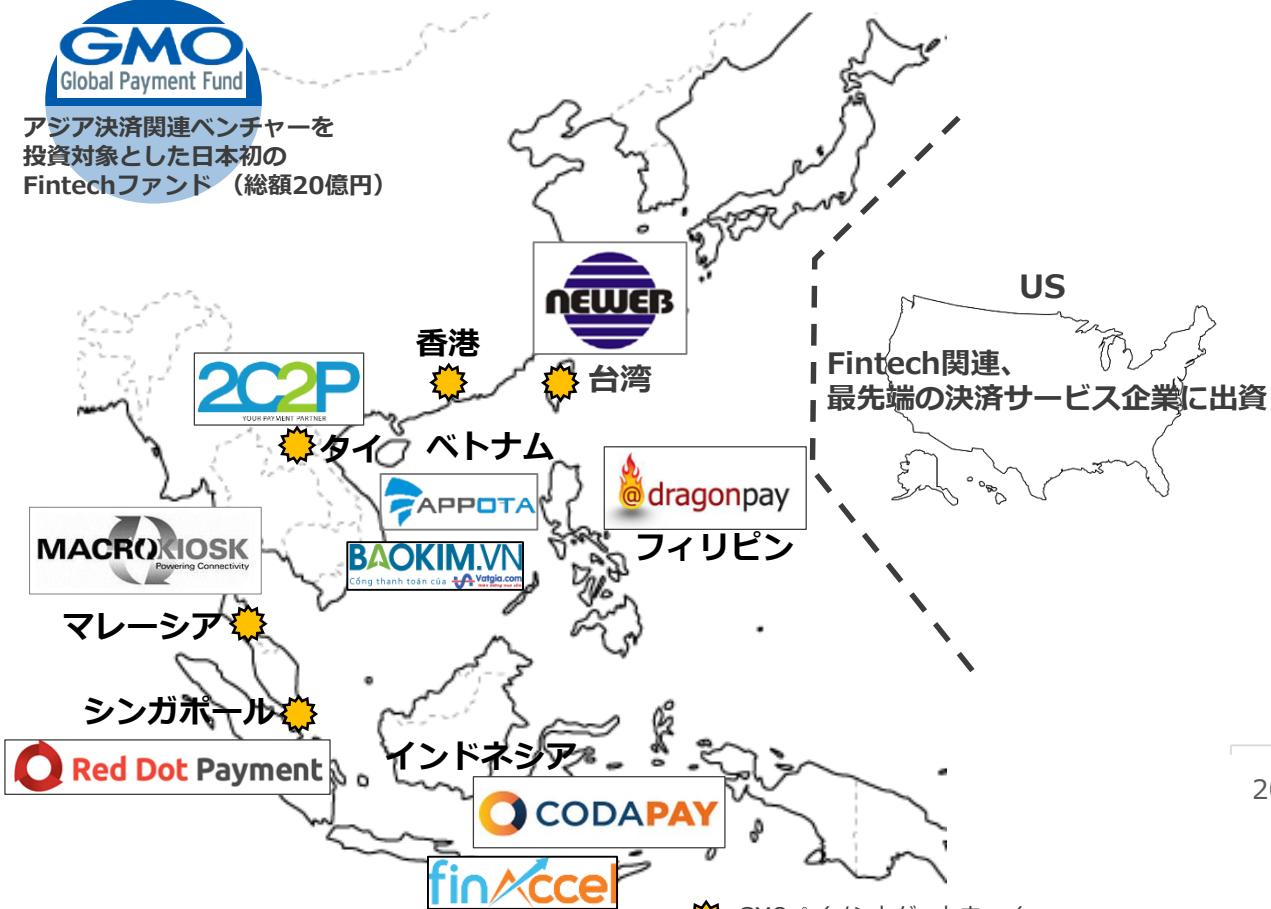 GMO
Global Payment Fund
アジア決済関連ベンチャーを
投資対象とした日本初の
Fintechファンド （総額20億円）
NEWEB
香港
台湾
2C2P
YOUR PAYMENT PARTNER
タイ
ベトナム
APPOTA
BAOKIM.VN
Cổng thanh toán của Vatgia.com
@dragonpay
フィリピン
MACROKIOSK
Powering Connectivity
マレーシア
シンガポール
Red Dot Payment
インドネシア
CODAPAY
finAccel
US
Fintech関連、
最先端の決済サービス企業に出資